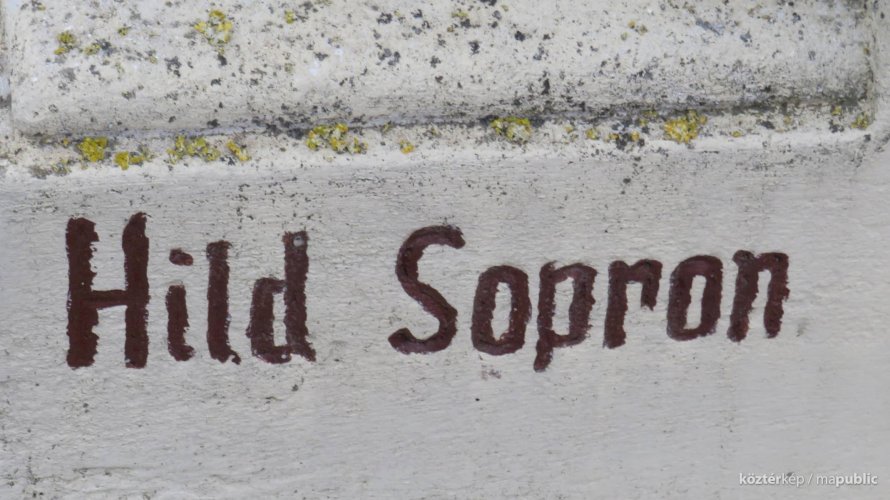 Hild Sopron
köztérkép / mapublic